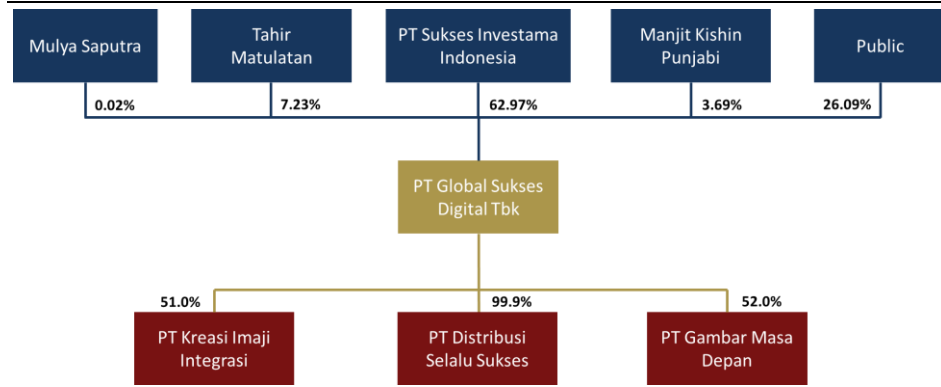 Mulya Saputra
Tahir
Matulatan
PT Sukses Investama
Indonesia
Manjit Kishin
Punjabi
Public
0.02%
7.23%
62.97%
3.69%
26.09%
PT Global Sukses
Digital Tbk
51.0%
99.9%
52.0%
PT Kreasi Imaji
Integrasi
PT Distribusi
Selalu Sukses
PT Gambar Masa
Depan